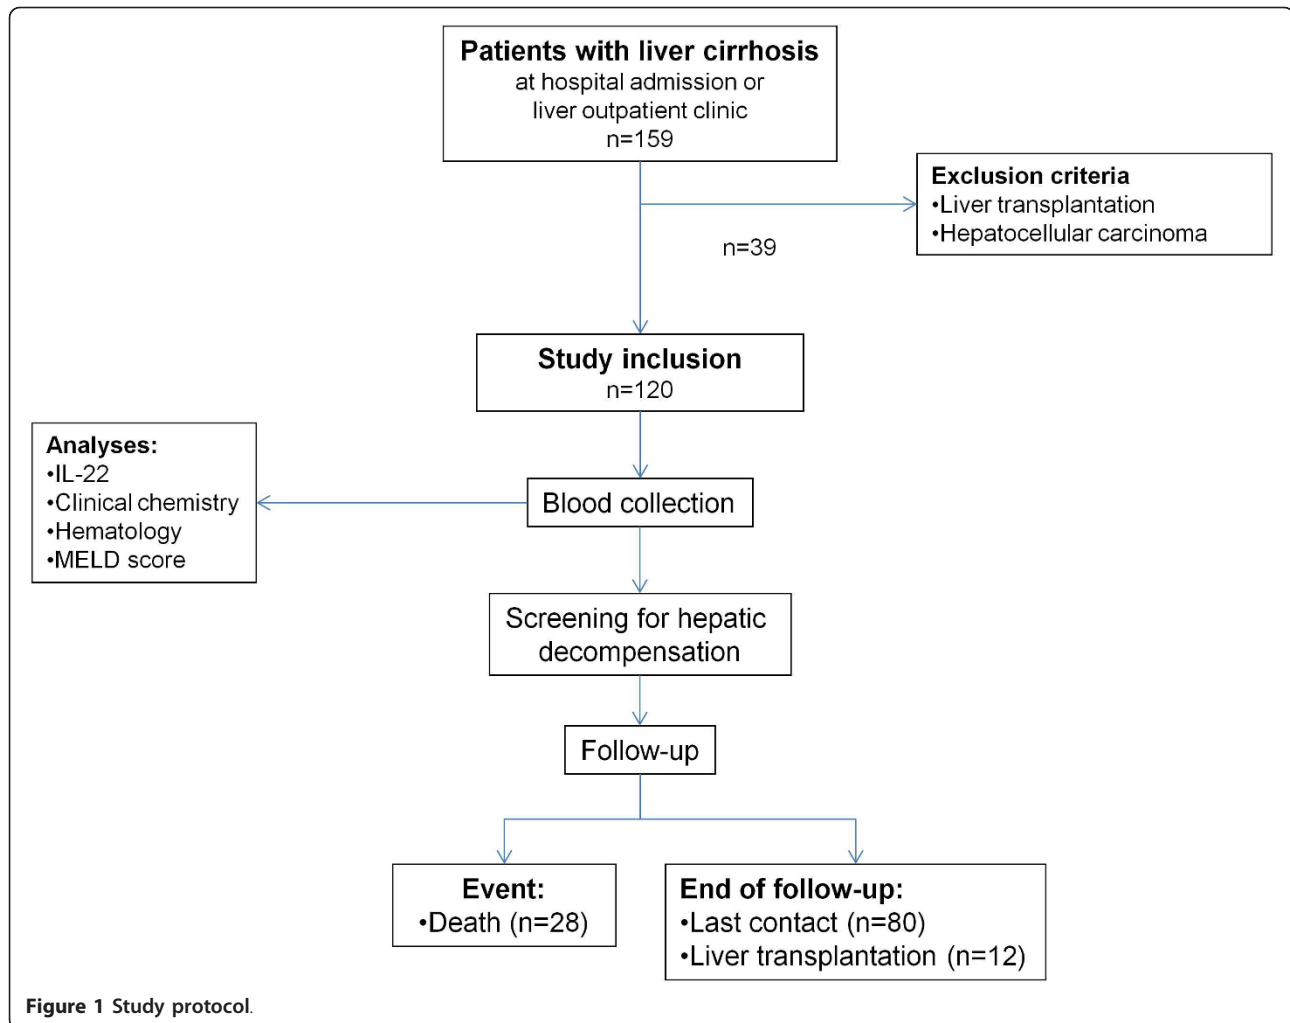 Patients with liver cirrhosis
at hospital admission or
liver outpatient clinic
n=159
Exclusion criteria
•Liver transplantation
•Hepatocellular carcinoma
n=39
Study inclusion
n=120
Analyses:
•IL-22
•Clinical chemistry
•Hematology
•MELD score
Blood collection
Screening for hepatic
decompensation
Follow-up
Event:
•Death (n=28)
End of follow-up:
•Last contact (n=80)
•Liver transplantation (n=12)
Figure 1 Study protocol.